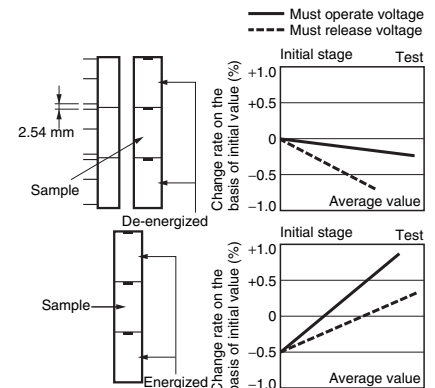 Must operate voltage
Must release voltage
Initial stage Test
Change rate on the
basis of initial value (%)
+1.0
+0.5
0
−0.5
−1.0
Average value
2.54 mm
Sample
De-energized
Initial stage Test
Change rate on the
basis of initial value (%)
+1.0
+0.5
0
−0.5
−1.0
Average value
Sample
Energized